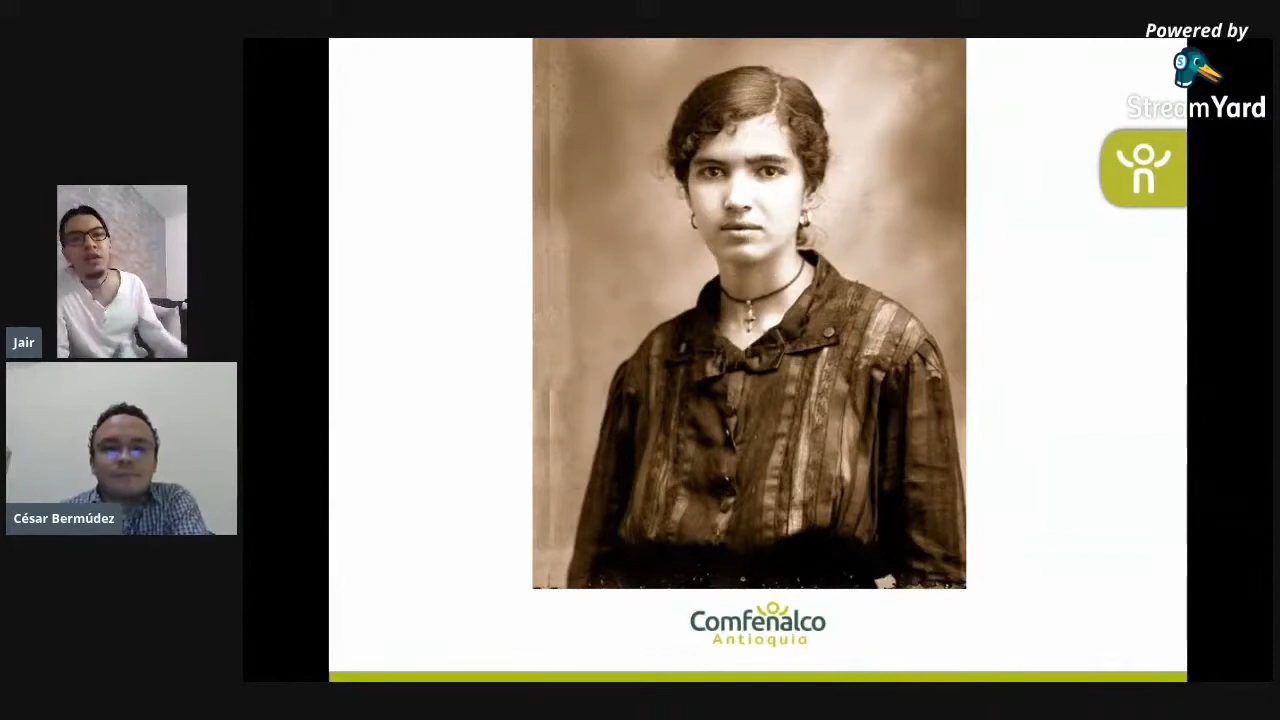 Powered by
StreamYard
Jair
César Bermúdez
Comfenalco
Antioquia